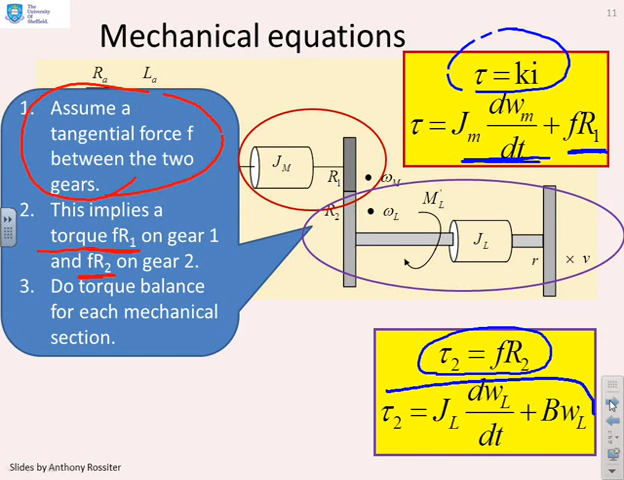 The
University
Of
Sheffield.
11
Mechanical equations
Rₐ Lₐ
1. Assume a
tangential force f
between the two
gears.
2. This implies a
torque fR₁ on gear 1
and fR₂ on gear 2.
3. Do torque balance
for each mechanical
section.
τ = ki
τ = Jₘ dwₘ/dt + fR₁
J_M
R₁ ω_M
R₂ ω_L M'_L
J_L r × v
τ₂ = fR₂
τ₂ = J_L dw_L/dt + Bw_L
Slides by Anthony Rossiter